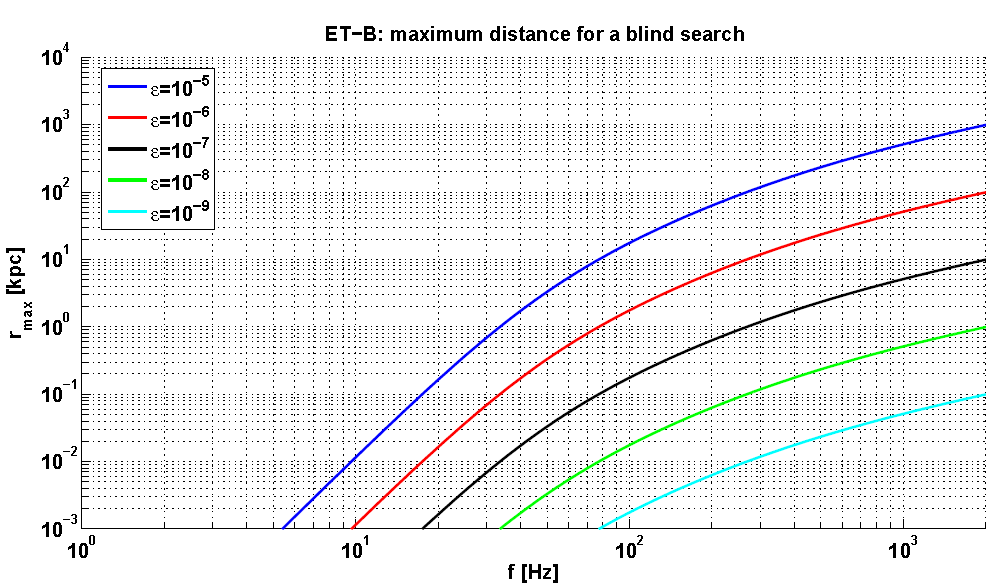 ET−B: maximum distance for a blind search
ε=10⁻⁵
ε=10⁻⁶
ε=10⁻⁷
ε=10⁻⁸
ε=10⁻⁹
r_max [kpc]
10⁴
10³
10²
10¹
10⁰
10⁻¹
10⁻²
10⁻³
10⁰ 10¹ 10² 10³
f [Hz]